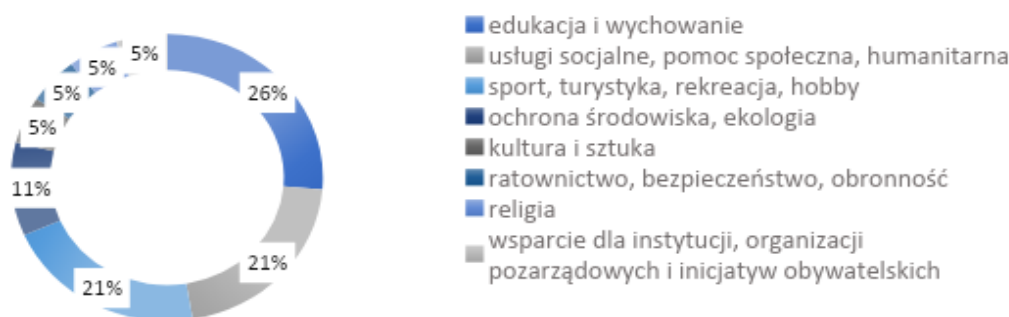 5%
5%
5%
5%
11%
21%
21%
26%
edukacja i wychowanie
usługi socjalne, pomoc społeczna, humanitarna
sport, turystyka, rekreacja, hobby
ochrona środowiska, ekologia
kultura i sztuka
ratownictwo, bezpieczeństwo, obronność
religia
wsparcie dla instytucji, organizacji
pozarządowych i inicjatyw obywatelskich